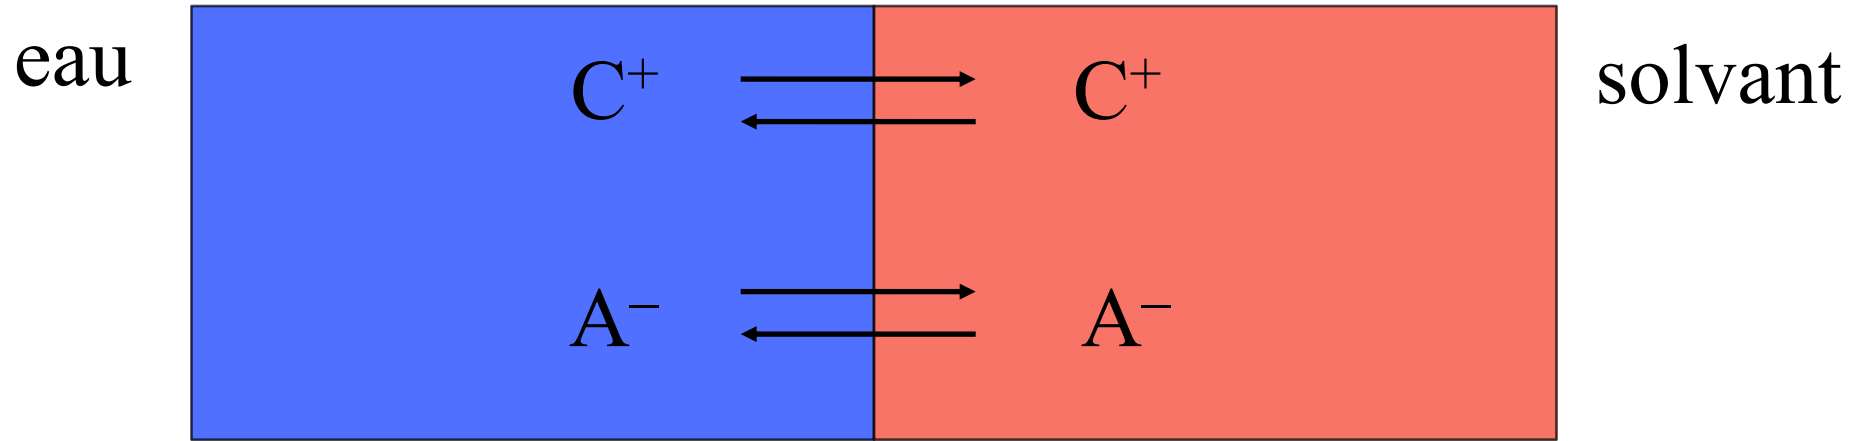 eau
C⁺ C⁺
solvant
A⁻ A⁻